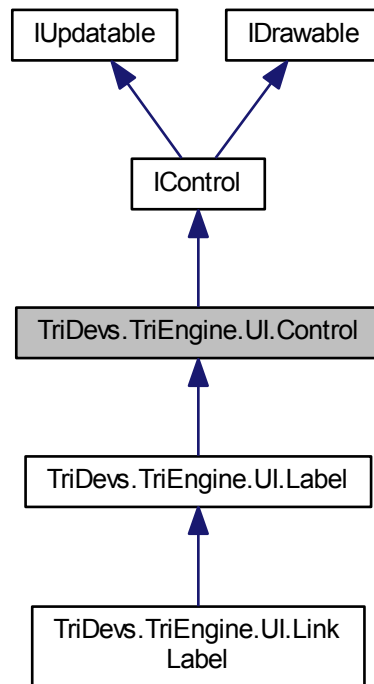 IUpdatable
IDrawable
IControl
TriDevs.TriEngine.UI.Control
TriDevs.TriEngine.UI.Label
TriDevs.TriEngine.UI.Link
Label